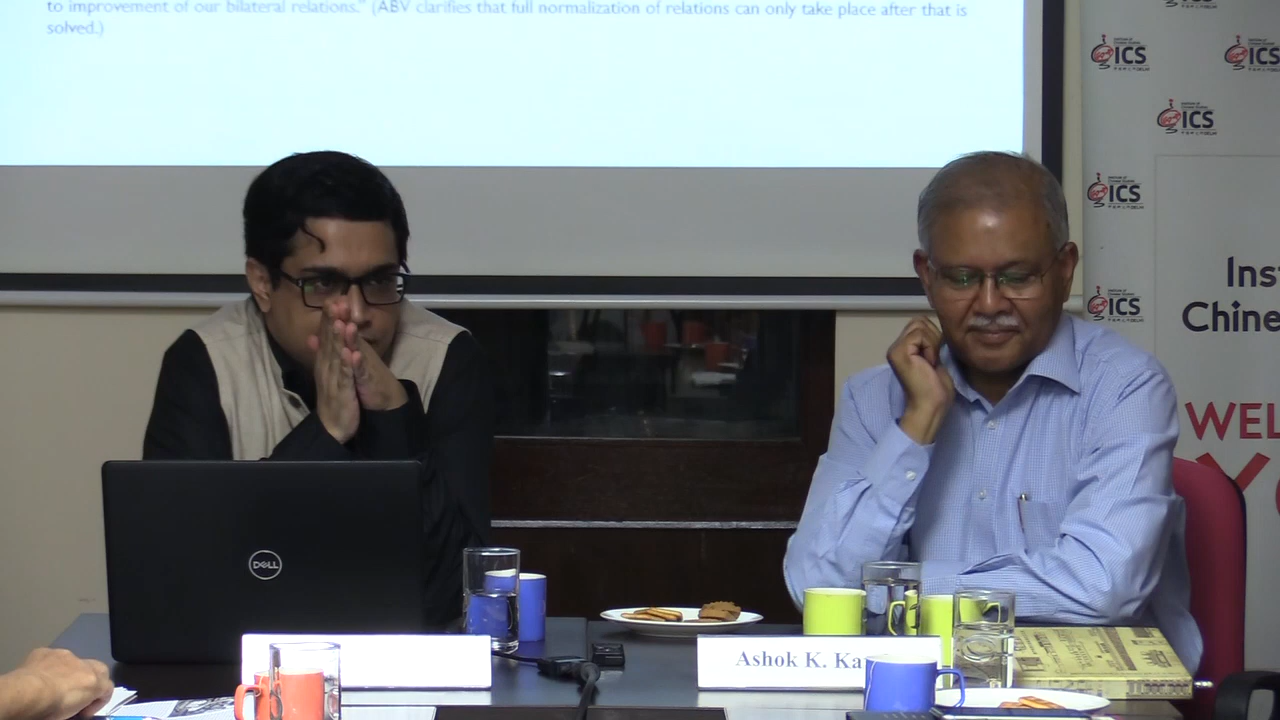 to improvement of our bilateral relations." (ABV clarifies that full normalization of relations can only take place after that is
solved.)
ICS
ICS
ICS
ICS
ICS
Chine
WEL
DELL
Ashok K. Ka